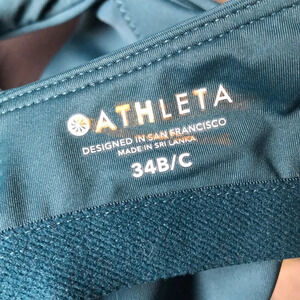 ATHLETA
DESIGNED IN SAN FRANCISCO
MADE IN SRI LANKA
34B/C